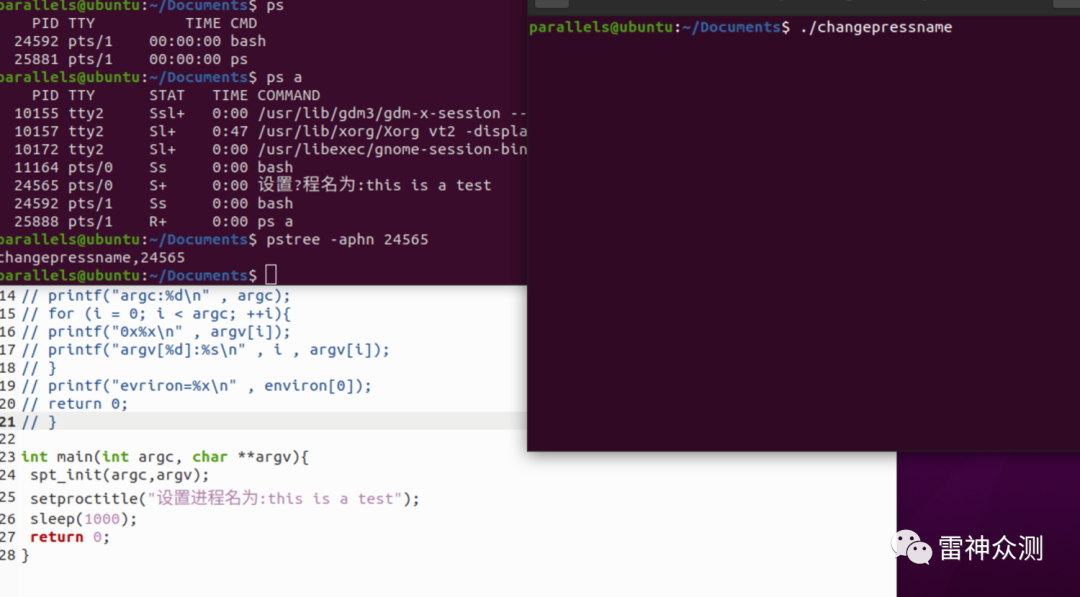 parallels@ubuntu:~/Documents$ ps
PID TTY TIME CMD
24592 pts/1 00:00:00 bash
25881 pts/1 00:00:00 ps
parallels@ubuntu:~/Documents$ ps a
PID TTY STAT TIME COMMAND
10155 tty2 Ssl+ 0:00 /usr/lib/gdm3/gdm-x-session --
10157 tty2 Sl+ 0:47 /usr/lib/xorg/Xorg vt2 -displa
10172 tty2 Sl+ 0:00 /usr/libexec/gnome-session-bin
11164 pts/0 Ss 0:00 bash
24565 pts/0 S+ 0:00 设置?程名为:this is a test
24592 pts/1 Ss 0:00 bash
25888 pts/1 R+ 0:00 ps a
parallels@ubuntu:~/Documents$ pstree -aphn 24565
changepressname,24565
parallels@ubuntu:~/Documents$
parallels@ubuntu:~/Documents$ ./changepressname
14 // printf("argc:%d\n" , argc);
15 // for (i = 0; i < argc; ++i){
16 // printf("0x%x\n" , argv[i]);
17 // printf("argv[%d]:%s\n" , i , argv[i]);
18 // }
19 // printf("evriron=%x\n" , environ[0]);
20 // return 0;
21 // }
22
23 int main(int argc, char **argv){
24 spt_init(argc,argv);
25 setproctitle("设置进程名为:this is a test");
26 sleep(1000);
27 return 0;
28 }
雷神众测